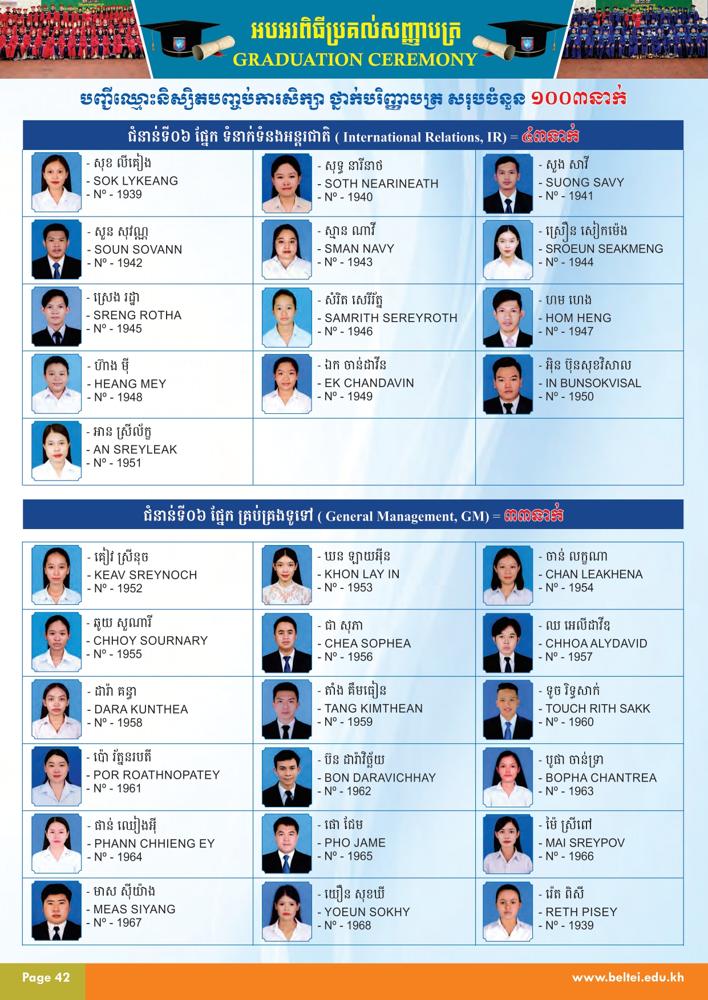 អបអរពិធីប្រគល់សញ្ញាបត្រ
GRADUATION CEREMONY
បញ្ជីឈ្មោះនិស្សិតបញ្ចប់ការសិក្សា ថ្នាក់បរិញ្ញាបត្រ សរុបចំនួន ១០០៣នាក់
ជំនាន់ទី០៦ ផ្នែក ទំនាក់ទំនងអន្តរជាតិ ( International Relations, IR) = ៤៣នាក់
- សុខ លីគៀង
- SOK LYKEANG
- Nº - 1939
- សុទ្ធ នារីនាថ
- SOTH NEARINEATH
- Nº - 1940
- សួង សាវី
- SUONG SAVY
- Nº - 1941
- សួន សុវណ្ណ
- SOUN SOVANN
- Nº - 1942
- ស្មាន ណាវី
- SMAN NAVY
- Nº - 1943
- ស្រឿន សៀកម៉េង
- SROEUN SEAKMENG
- Nº - 1944
- ស្រេង រដ្ឋា
- SRENG ROTHA
- Nº - 1945
- សំរិត សេរីរ័ត្ន
- SAMRITH SEREYROTH
- Nº - 1946
- ហម ហេង
- HOM HENG
- Nº - 1947
- ហ៊ាង ម៉ី
- HEANG MEY
- Nº - 1948
- ឯក ចាន់ដាវីន
- EK CHANDAVIN
- Nº - 1949
- អ៊ិន ប៊ុនសុខវិសាល
- IN BUNSOKVISAL
- Nº - 1950
- អាន ស្រីល័ក្ខ
- AN SREYLEAK
- Nº - 1951
ជំនាន់ទី០៦ ផ្នែក គ្រប់គ្រងទូទៅ ( General Management, GM) = ៣៣នាក់
- គៀវ ស្រីនុច
- KEAV SREYNOCH
- Nº - 1952
- ឃន ឡាយអ៊ីន
- KHON LAY IN
- Nº - 1953
- ចាន់ លក្ខណា
- CHAN LEAKHENA
- Nº - 1954
- ឆូយ សួណារី
- CHHOY SOURNARY
- Nº - 1955
- ជា សុភា
- CHEA SOPHEA
- Nº - 1956
- ឈ អេលីដាវីឌ
- CHHOA ALYDAVID
- Nº - 1957
- ដារ៉ា គន្ធា
- DARA KUNTHEA
- Nº - 1958
- តាំង គឹមធៀន
- TANG KIMTHEAN
- Nº - 1959
- ទូច រិទ្ធសាក់
- TOUCH RITH SAKK
- Nº - 1960
- ប៉ោ រ័ត្ននរបតី
- POR ROATHNOPATEY
- Nº - 1961
- ប៊ន ដារ៉ាវិច្ឆ័យ
- BON DARAVICHHAY
- Nº - 1962
- បូផា ចាន់ទ្រា
- BOPHA CHANTREA
- Nº - 1963
- ផាន់ ឈៀងអ៊ី
- PHANN CHHIENG EY
- Nº - 1964
- ផោ ជែម
- PHO JAME
- Nº - 1965
- ម៉ៃ ស្រីពៅ
- MAI SREYPOV
- Nº - 1966
- មាស ស៊ីយ៉ាង
- MEAS SIYANG
- Nº - 1967
- យឿន សុខឃី
- YOEUN SOKHY
- Nº - 1968
- រ៉េត ពិសី
- RETH PISEY
- Nº - 1939
Page 42
www.beltei.edu.kh